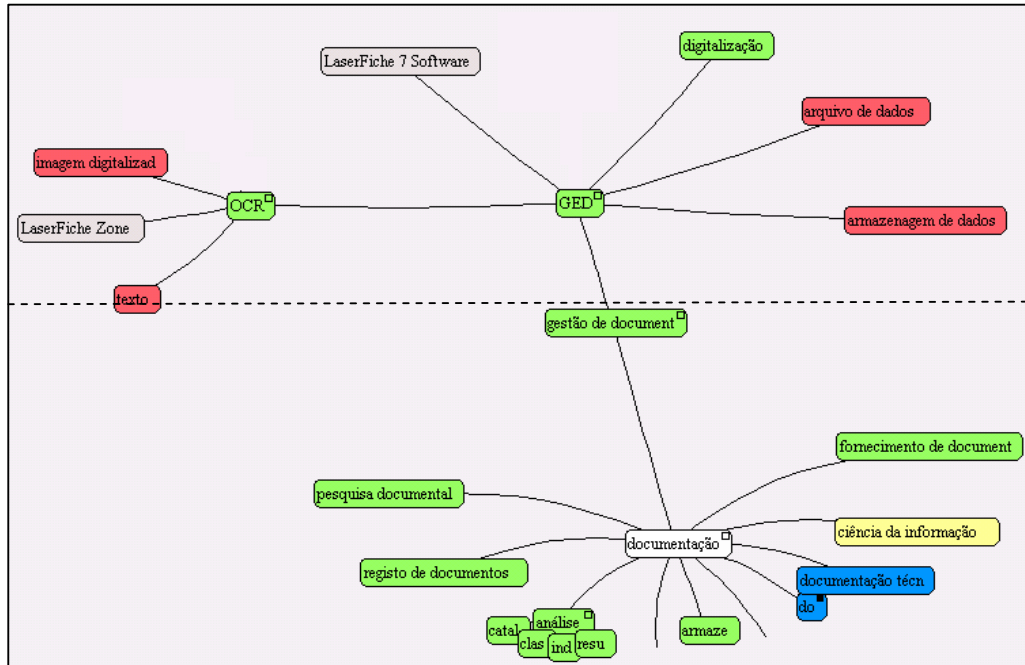 LaserFiche 7 Software
digitalização
arquivo de dados
imagem digitalizad
OCR
GED
LaserFiche Zone
armazenagem de dados
texto
gestão de document
fornecimento de document
pesquisa documental
ciência da informação
documentação
registo de documentos
documentação técn
do
análise
catal
armaze
clas
ind
resu